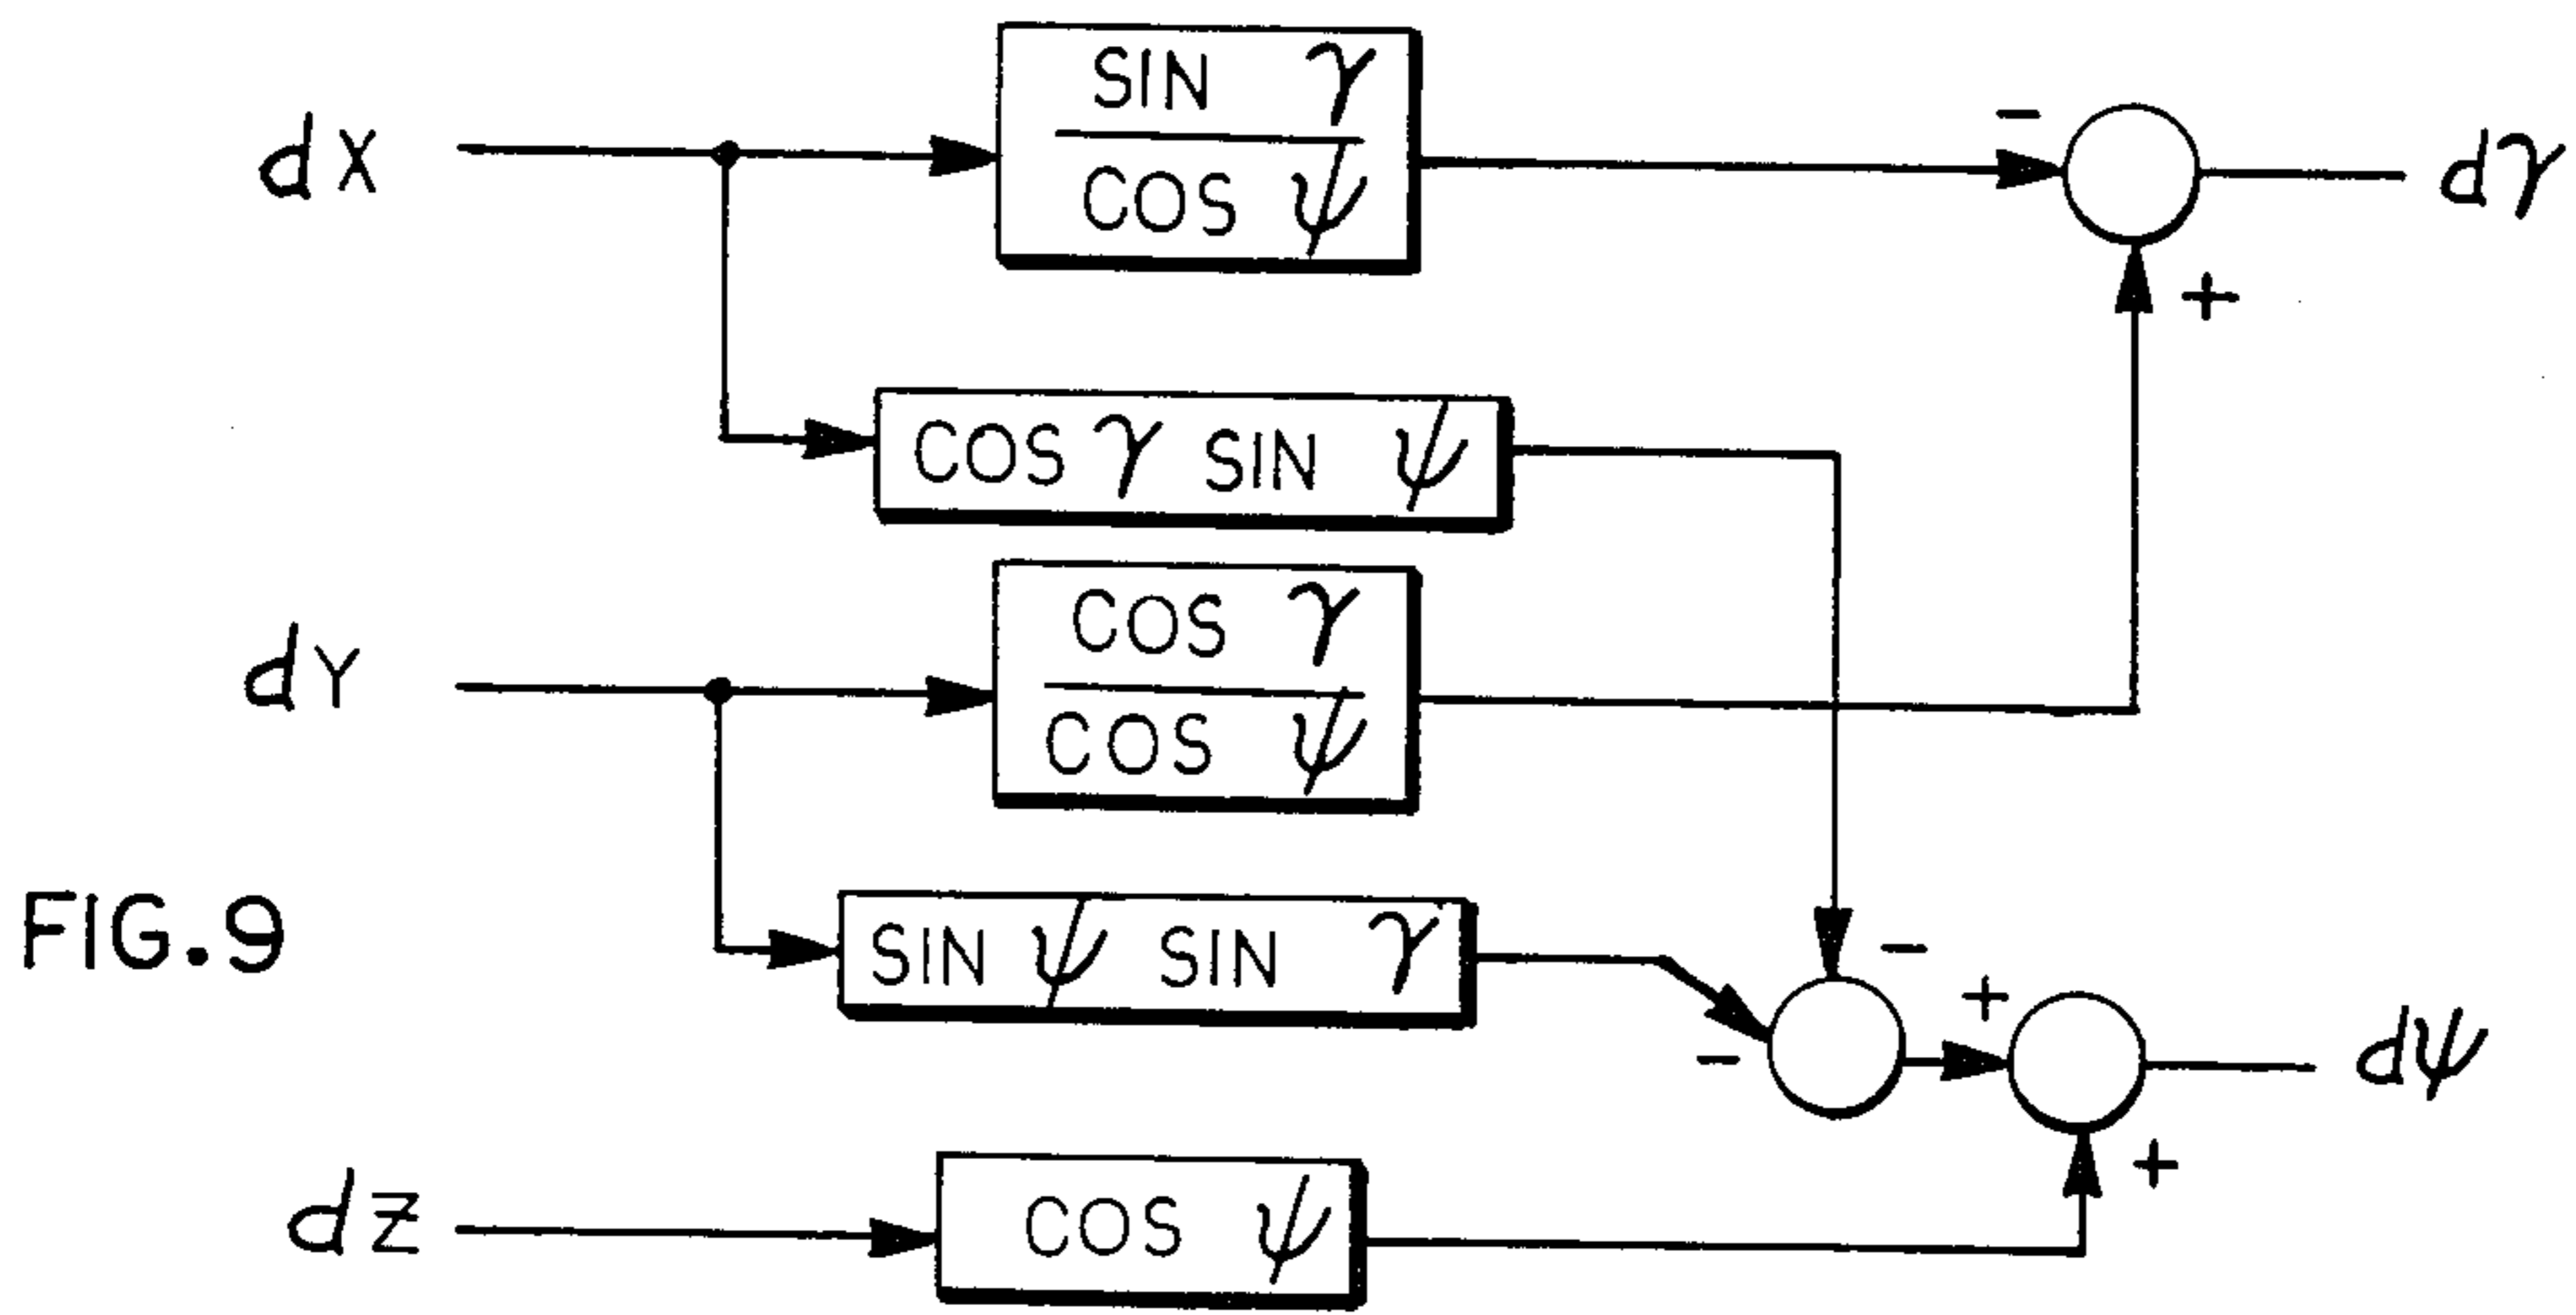 dX
SIN γ
COS ψ
-
dγ
+
COS γ SIN ψ
dY
COS γ
COS ψ
FIG.9
SIN ψ SIN γ
-
-
+
dψ
+
dZ
COS ψ